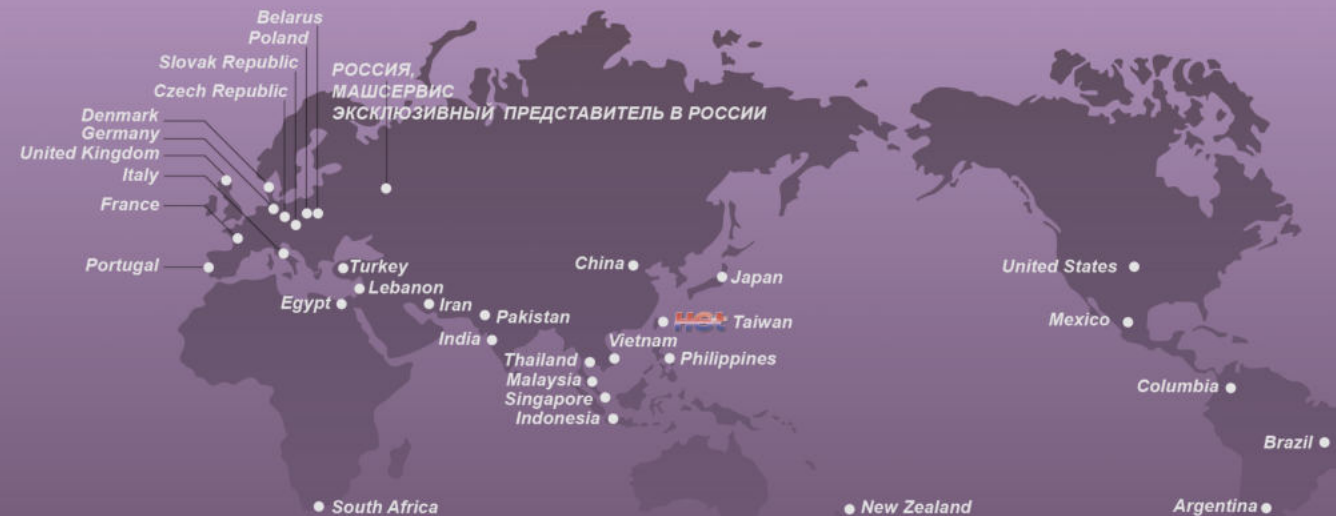 Belarus
Poland
Slovak Republic
Czech Republic
Denmark
Germany
United Kingdom
Italy
France
Portugal
РОССИЯ,
МАШСЕРВИС
ЭКСКЛЮЗИВНЫЙ ПРЕДСТАВИТЕЛЬ В РОССИИ
Turkey
Lebanon
Egypt
Iran
Pakistan
India
China
Japan
Taiwan
Vietnam
Thailand
Philippines
Malaysia
Singapore
Indonesia
South Africa
New Zealand
United States
Mexico
Columbia
Brazil
Argentina